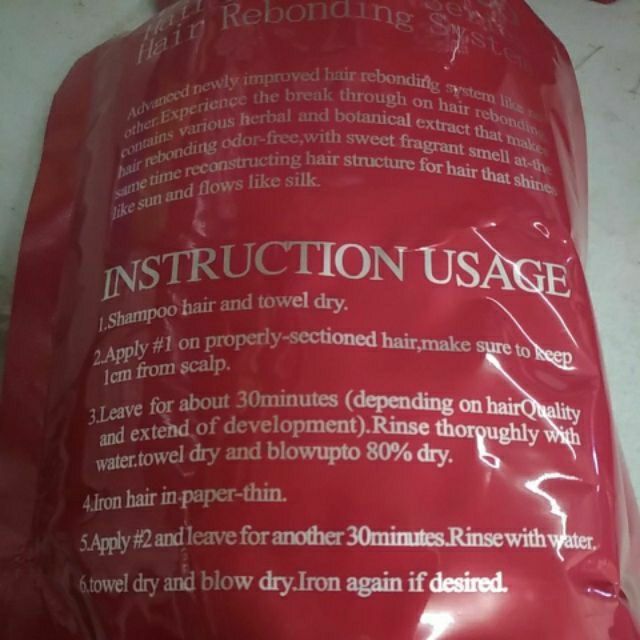 Hair Rebonding System
Advanced newly improved hair rebonding system like
other.Experience the break through on hair rebonding
contains various herbal and botanical extract that make
hair rebonding odor-free,with sweet fragrant smell at-the
same time reconstructing hair structure for hair that shines
like sun and flows like silk.
INSTRUCTION USAGE
1.Shampoo hair and towel dry.
2.Apply #1 on properly-sectioned hair,make sure to keep
1cm from scalp.
3.Leave for about 30minutes (depending on hairQuality
and extend of development).Rinse thoroughly with
water.towel dry and blowupto 80% dry.
4.Iron hair in-paper-thin.
5.Apply #2 and leave for another 30minutes.Rinse with water.
6.towel dry and blow dry.Iron again if desired.